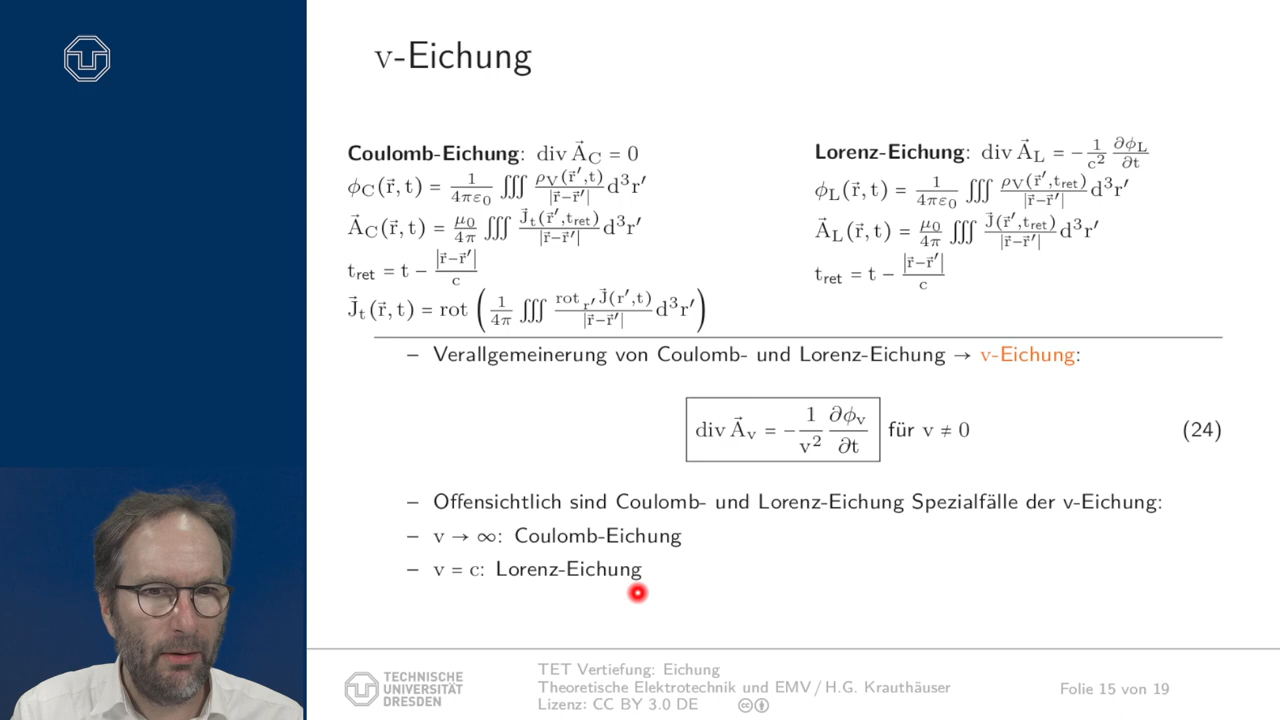 v-Eichung
Coulomb-Eichung: div A⃗_C = 0
ϕ_C(r⃗, t) = 1/(4πε₀) ∭ ρ_V(r⃗′,t)/|r⃗−r⃗′| d³r′
A⃗_C(r⃗, t) = μ₀/(4π) ∭ J⃗_t(r⃗′,t_ret)/|r⃗−r⃗′| d³r′
t_ret = t − |r⃗−r⃗′|/c
J⃗_t(r⃗, t) = rot (1/(4π) ∭ rot_r′ J⃗(r′,t)/|r⃗−r⃗′| d³r′)
Lorenz-Eichung: div A⃗_L = −1/c² ∂ϕ_L/∂t
ϕ_L(r⃗, t) = 1/(4πε₀) ∭ ρ_V(r⃗′,t_ret)/|r⃗−r⃗′| d³r′
A⃗_L(r⃗, t) = μ₀/(4π) ∭ J⃗(r⃗′,t_ret)/|r⃗−r⃗′| d³r′
t_ret = t − |r⃗−r⃗′|/c
– Verallgemeinerung von Coulomb- und Lorenz-Eichung → v-Eichung:
div A⃗_v = −1/v² ∂ϕ_v/∂t für v ≠ 0 (24)
– Offensichtlich sind Coulomb- und Lorenz-Eichung Spezialfälle der v-Eichung:
– v → ∞: Coulomb-Eichung
– v = c: Lorenz-Eichung
TECHNISCHE
UNIVERSITÄT
DRESDEN
TET Vertiefung: Eichung
Theoretische Elektrotechnik und EMV / H.G. Krauthäuser
Lizenz: CC BY 3.0 DE
Folie 15 von 19